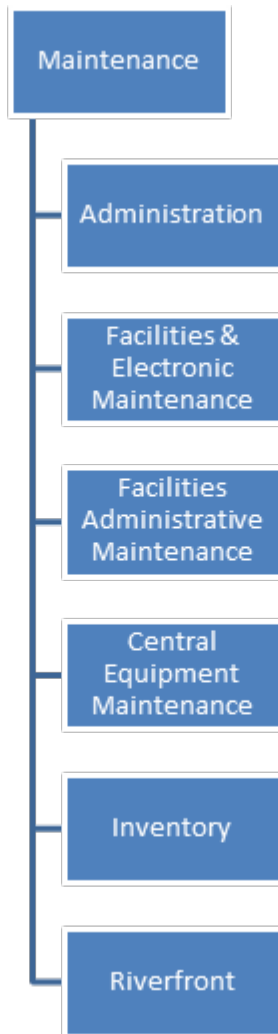 Maintenance
Administration
Facilities &
Electronic
Maintenance
Facilities
Administrative
Maintenance
Central
Equipment
Maintenance
Inventory
Riverfront